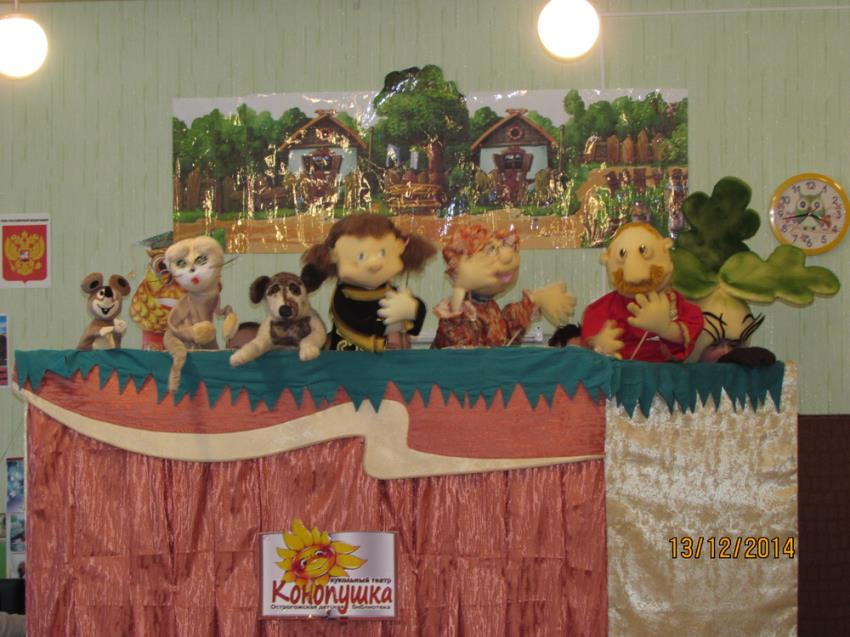 кукольный театр
Конопушка
Острогожская детская библиотека
13/12/2014